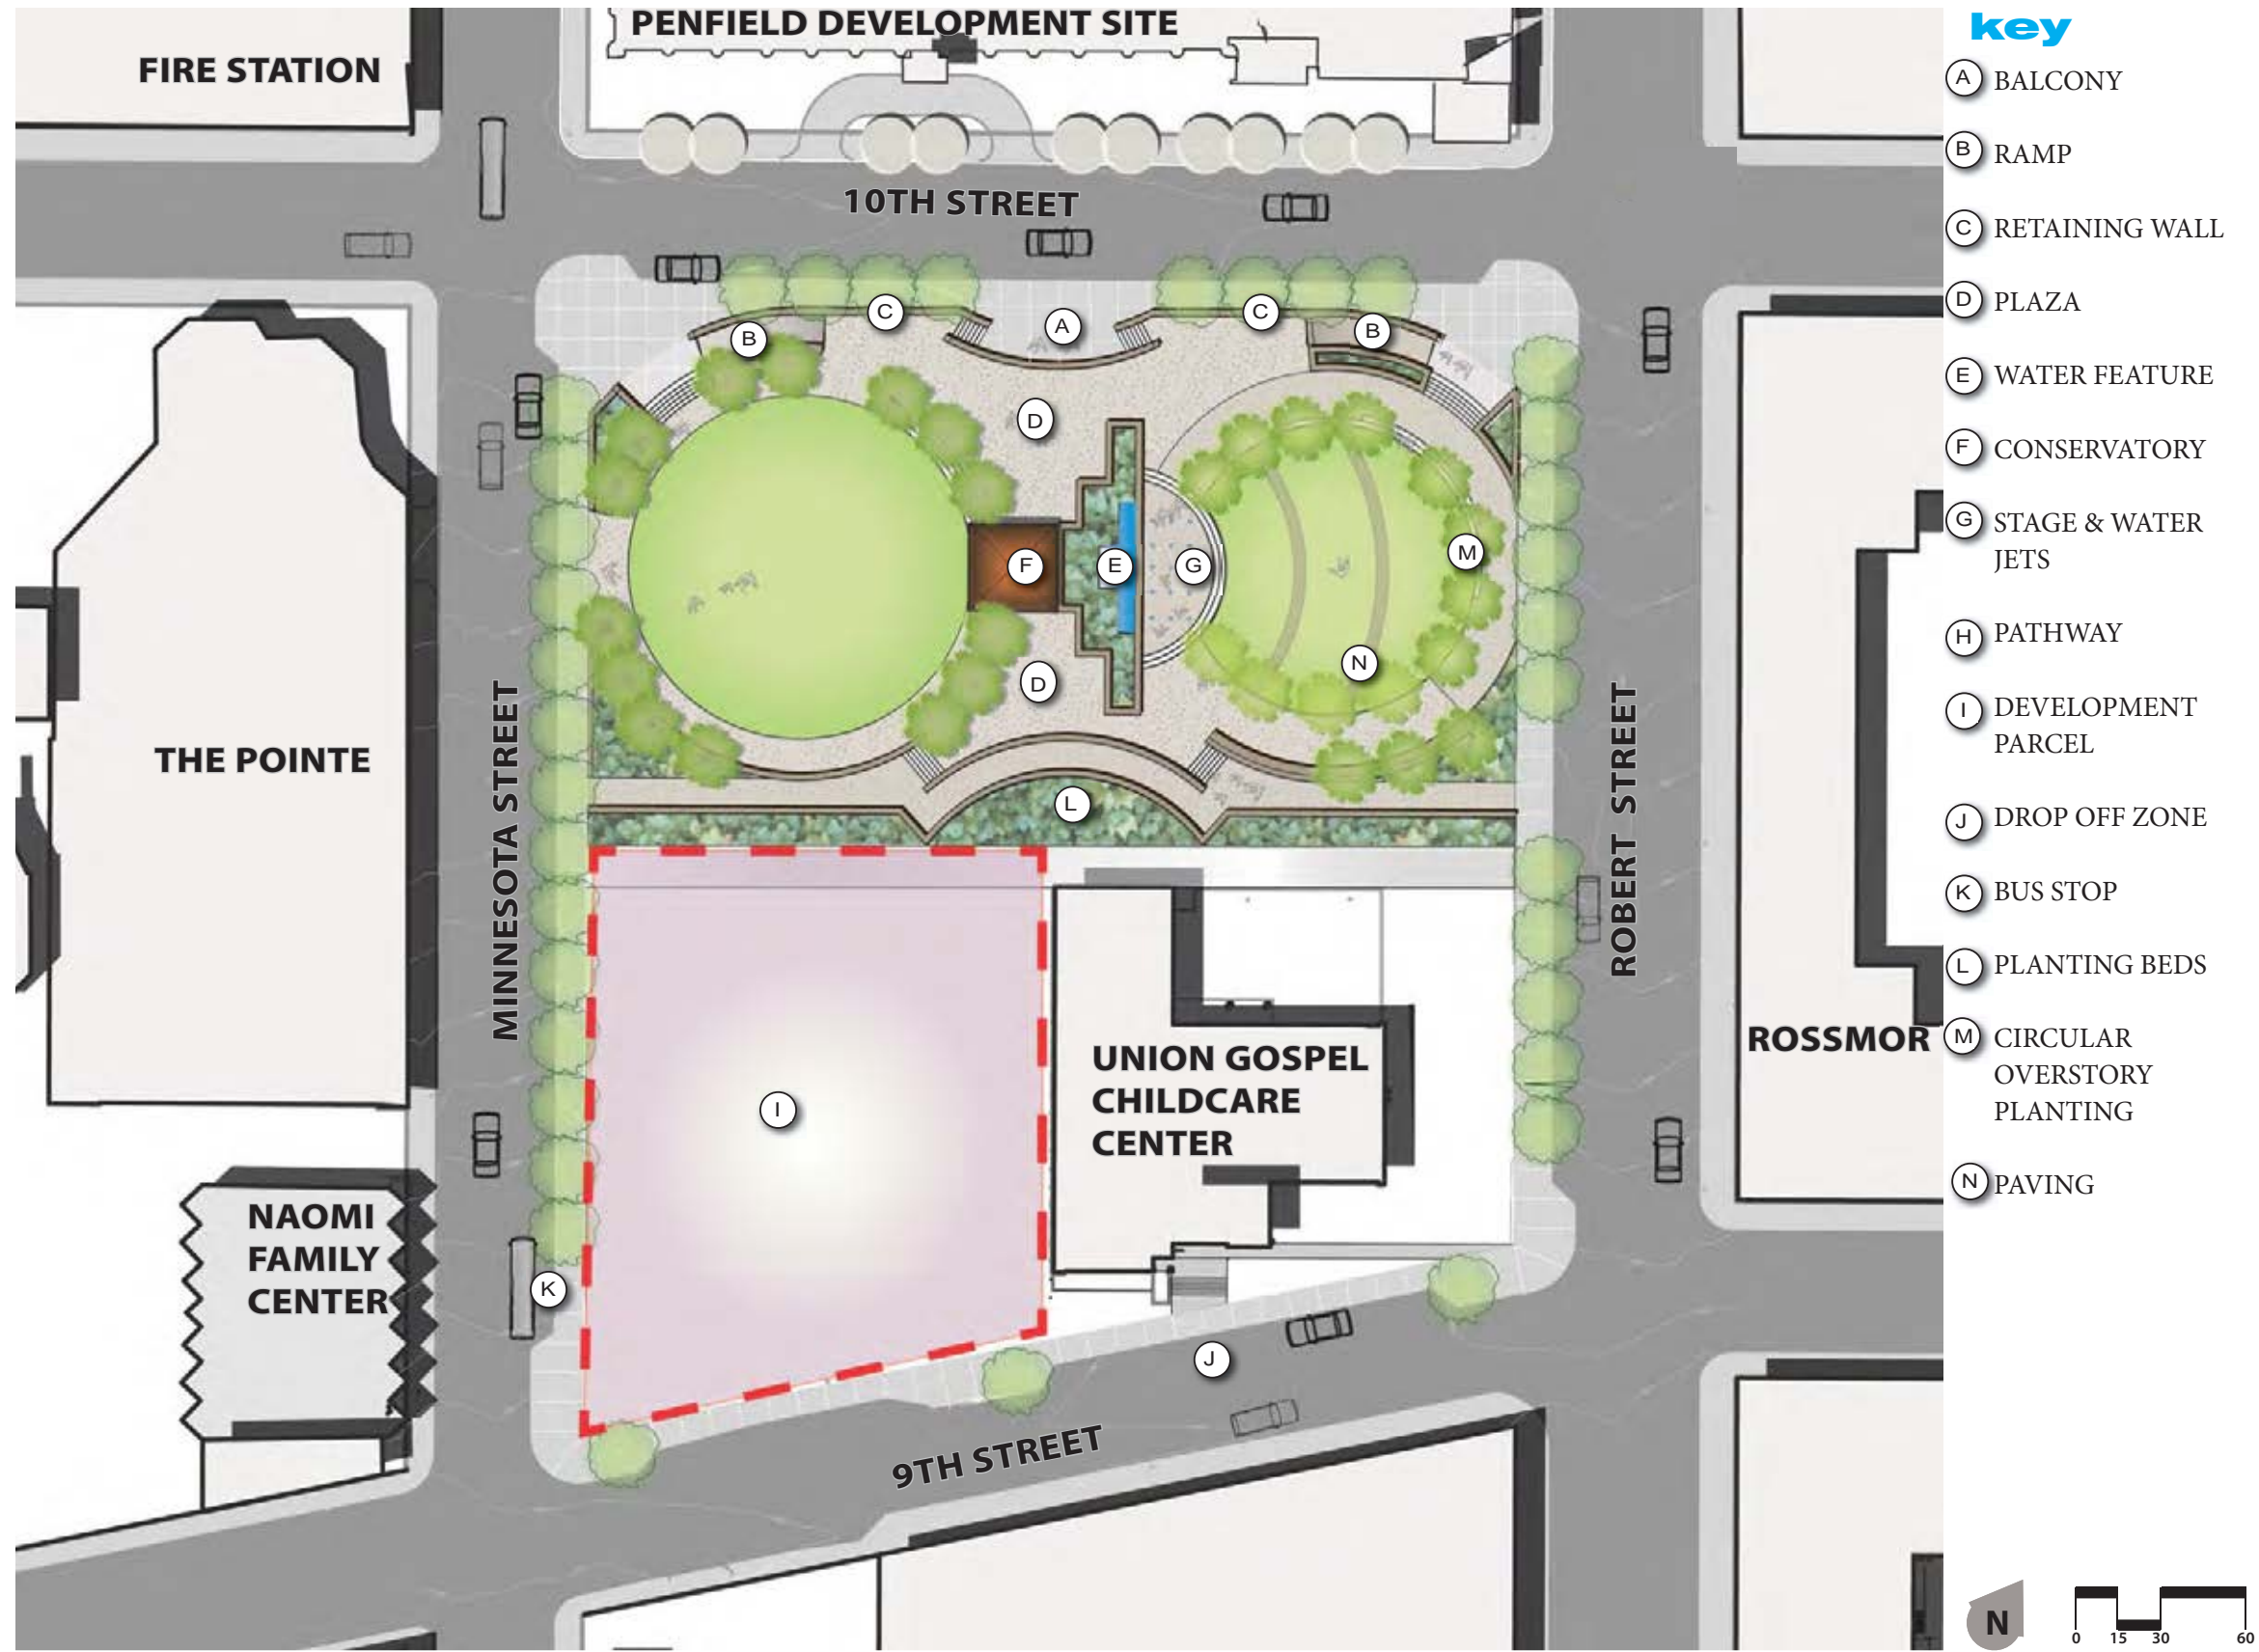 PENFIELD DEVELOPMENT SITE
FIRE STATION
10TH STREET
C
C
A
B
B
D
F
E
G
M
N
D
L
THE POINTE
MINNESOTA STREET
ROBERT STREET
ROSSMOR
UNION GOSPEL
CHILDCARE
CENTER
I
NAOMI
FAMILY
CENTER
K
J
9TH STREET
key
A BALCONY
B RAMP
C RETAINING WALL
D PLAZA
E WATER FEATURE
F CONSERVATORY
G STAGE & WATER
JETS
H PATHWAY
I DEVELOPMENT
PARCEL
J DROP OFF ZONE
K BUS STOP
L PLANTING BEDS
M CIRCULAR
OVERSTORY
PLANTING
N PAVING
N
0 15 30 60